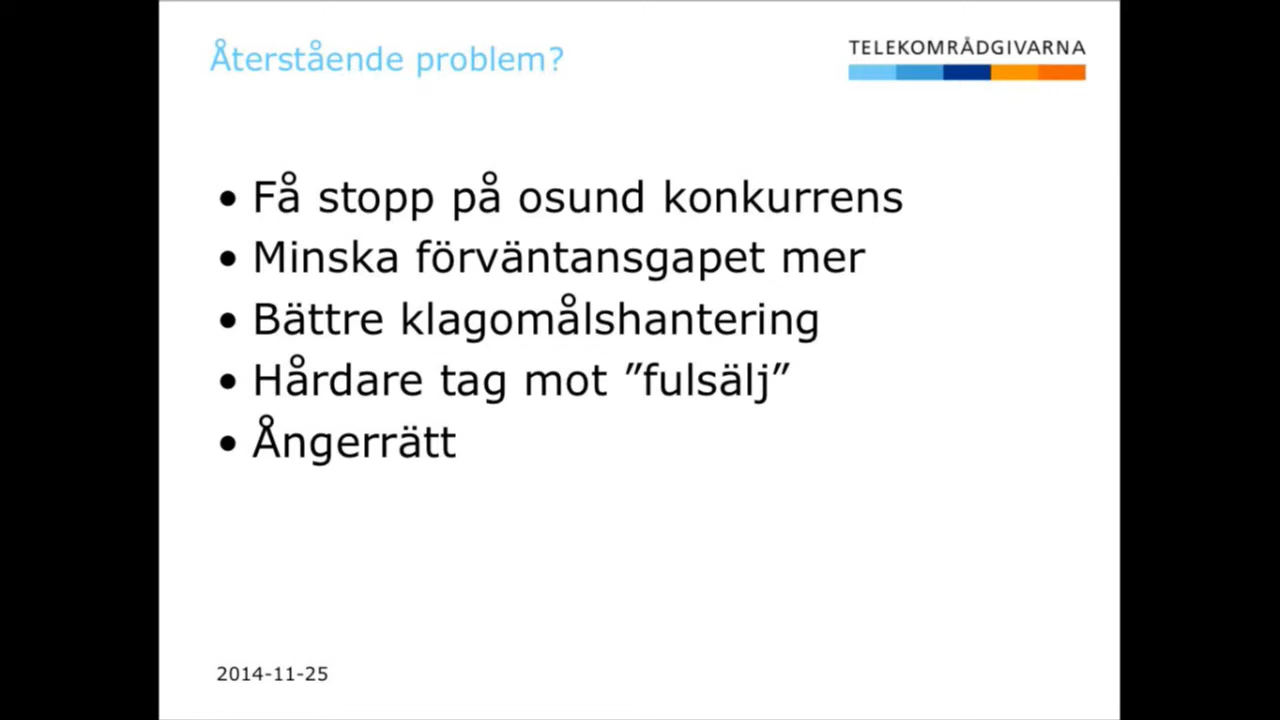 Återstående problem?
TELEKOMRÅDGIVARNA
• Få stopp på osund konkurrens
• Minska förväntansgapet mer
• Bättre klagomålshantering
• Hårdare tag mot ”fulsälj”
• Ångerrätt
2014-11-25